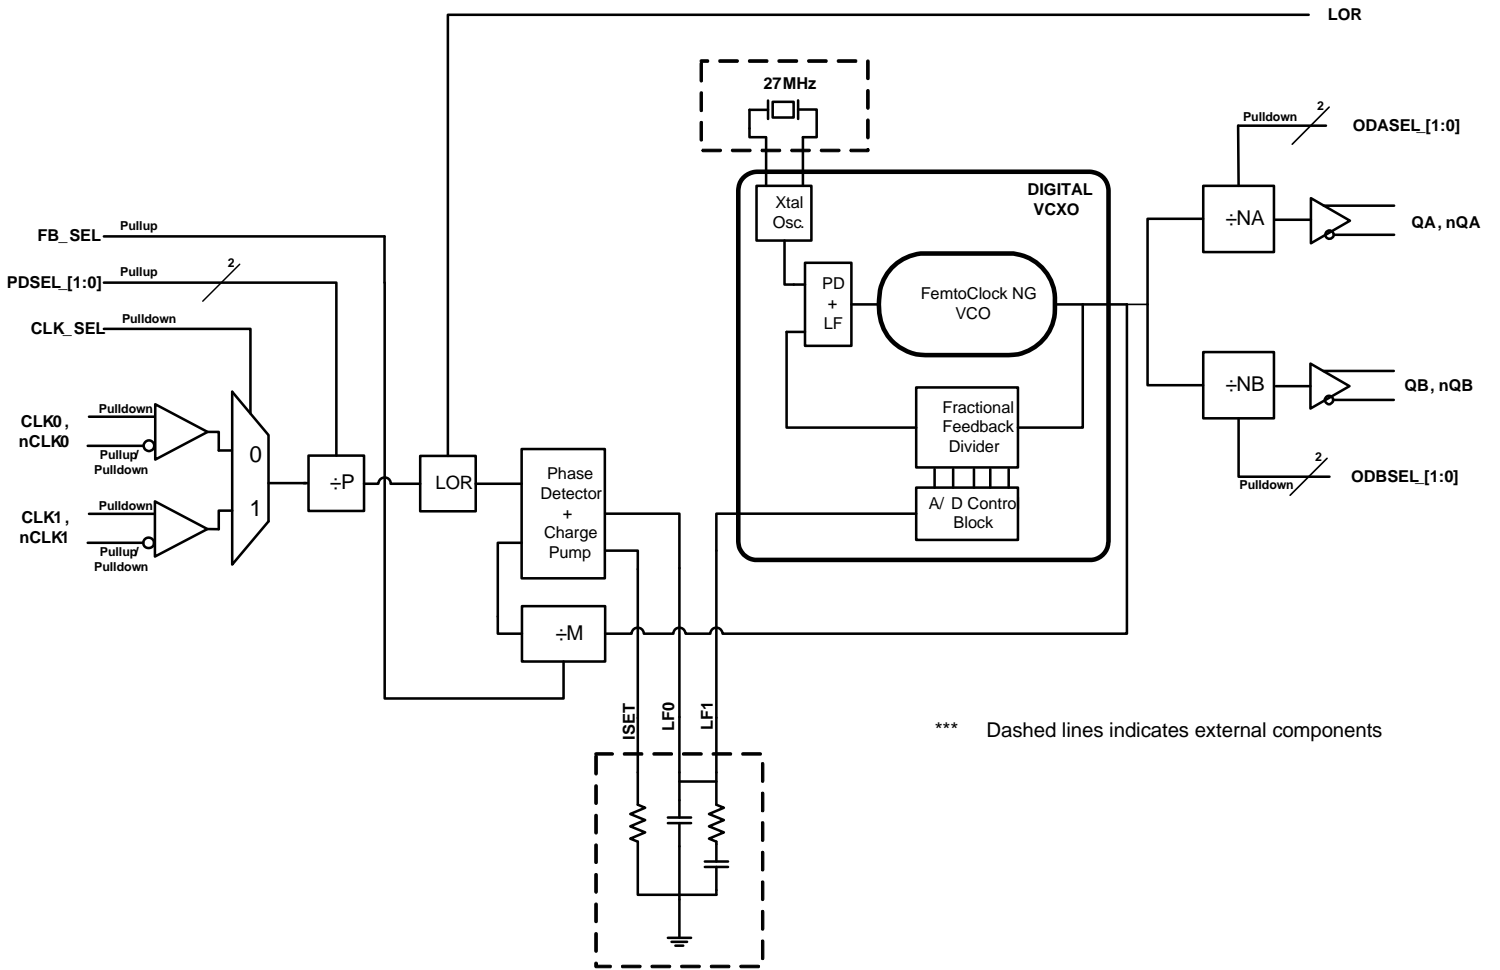 LOR
27MHz
2
Pulldown
ODASEL_[1:0]
DIGITAL
VCXO
Xtal
Osc.
÷NA
QA, nQA
FB_SEL
Pullup
PDSEL_[1:0]
Pullup
2
PD
+
LF
FemtoClock NG
VCO
CLK_SEL
Pulldown
÷NB
QB, nQB
CLK0,
nCLK0
Pulldown
Pullup/
Pulldown
0
1
Fractional
Feedback
Divider
÷P
LOR
Phase
Detector
+
Charge
Pump
2
Pulldown
ODBSEL_[1:0]
A/ D Contro
Block
CLK1,
nCLK1
Pulldown
Pullup/
Pulldown
÷M
ISET
LF0
LF1
*** Dashed lines indicates external components